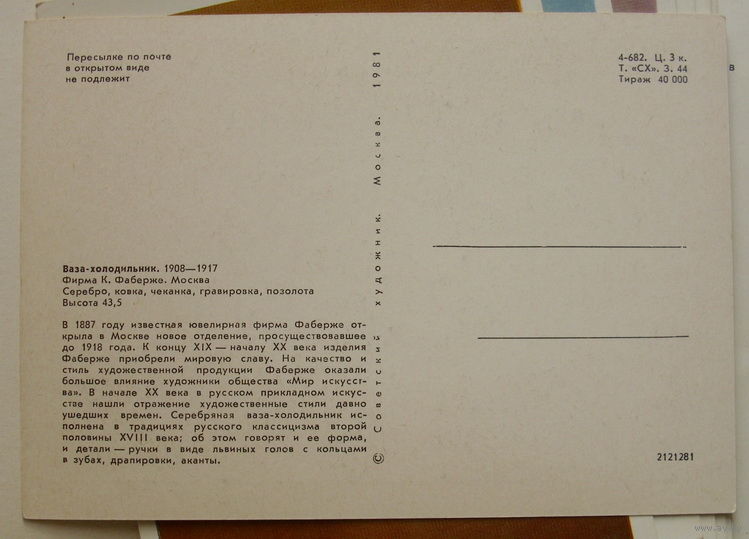 Пересылке по почте
в открытом виде
не подлежит
4-682. Ц. 3 к.
Т. «СХ». З. 44
Тираж 40 000
в
Ваза-холодильник. 1908—1917
Фирма К. Фаберже. Москва
Серебро, ковка, чеканка, гравировка, позолота
Высота 43,5
В 1887 году известная ювелирная фирма Фаберже от-
крыла в Москве новое отделение, просуществовавшее
до 1918 года. К концу XIX — началу XX века изделия
Фаберже приобрели мировую славу. На качество и
стиль художественной продукции Фаберже оказали
большое влияние художники общества «Мир искусст-
ва». В начале XX века в русском прикладном искус-
стве нашли отражение художественные стили давно
ушедших времен. Серебряная ваза-холодильник ис-
полнена в традициях русского классицизма второй
половины XVIII века; об этом говорят и ее форма,
и детали — ручки в виде львиных голов с кольцами
в зубах, драпировки, аканты.
© Советский художник. Москва. 1981
2121281